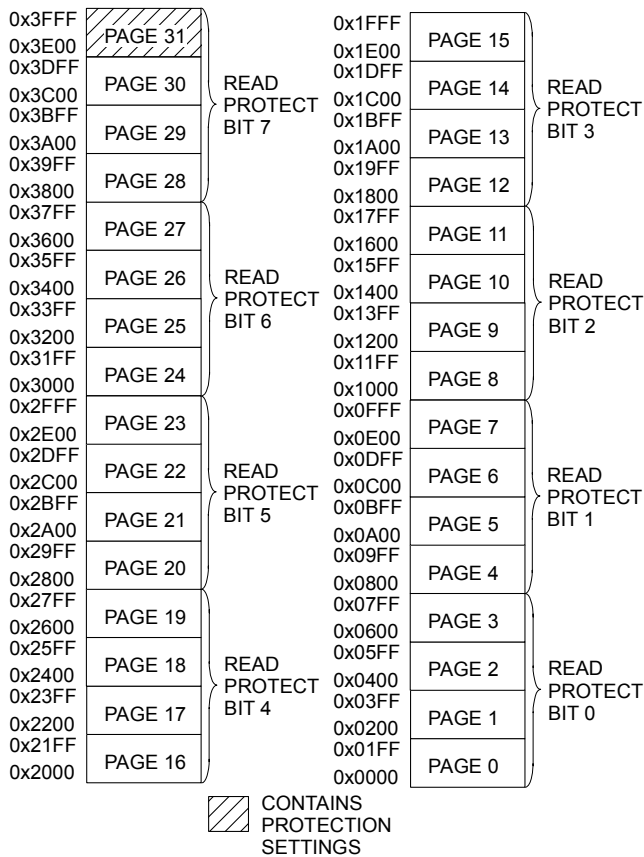 0x3FFF
PAGE 31
0x3E00
0x3DFF
PAGE 30
0x3C00
0x3BFF
PAGE 29
0x3A00
0x39FF
PAGE 28
0x3800
READ
PROTECT
BIT 7
0x37FF
PAGE 27
0x3600
0x35FF
PAGE 26
0x3400
0x33FF
PAGE 25
0x3200
0x31FF
PAGE 24
0x3000
READ
PROTECT
BIT 6
0x2FFF
PAGE 23
0x2E00
0x2DFF
PAGE 22
0x2C00
0x2BFF
PAGE 21
0x2A00
0x29FF
PAGE 20
0x2800
READ
PROTECT
BIT 5
0x27FF
PAGE 19
0x2600
0x25FF
PAGE 18
0x2400
0x23FF
PAGE 17
0x2200
0x21FF
PAGE 16
0x2000
READ
PROTECT
BIT 4
0x1FFF
PAGE 15
0x1E00
0x1DFF
PAGE 14
0x1C00
0x1BFF
PAGE 13
0x1A00
0x19FF
PAGE 12
0x1800
READ
PROTECT
BIT 3
0x17FF
PAGE 11
0x1600
0x15FF
PAGE 10
0x1400
0x13FF
PAGE 9
0x1200
0x11FF
PAGE 8
0x1000
READ
PROTECT
BIT 2
0x0FFF
PAGE 7
0x0E00
0x0DFF
PAGE 6
0x0C00
0x0BFF
PAGE 5
0x0A00
0x09FF
PAGE 4
0x0800
READ
PROTECT
BIT 1
0x07FF
PAGE 3
0x0600
0x05FF
PAGE 2
0x0400
0x03FF
PAGE 1
0x0200
0x01FF
PAGE 0
0x0000
READ
PROTECT
BIT 0
CONTAINS
PROTECTION
SETTINGS